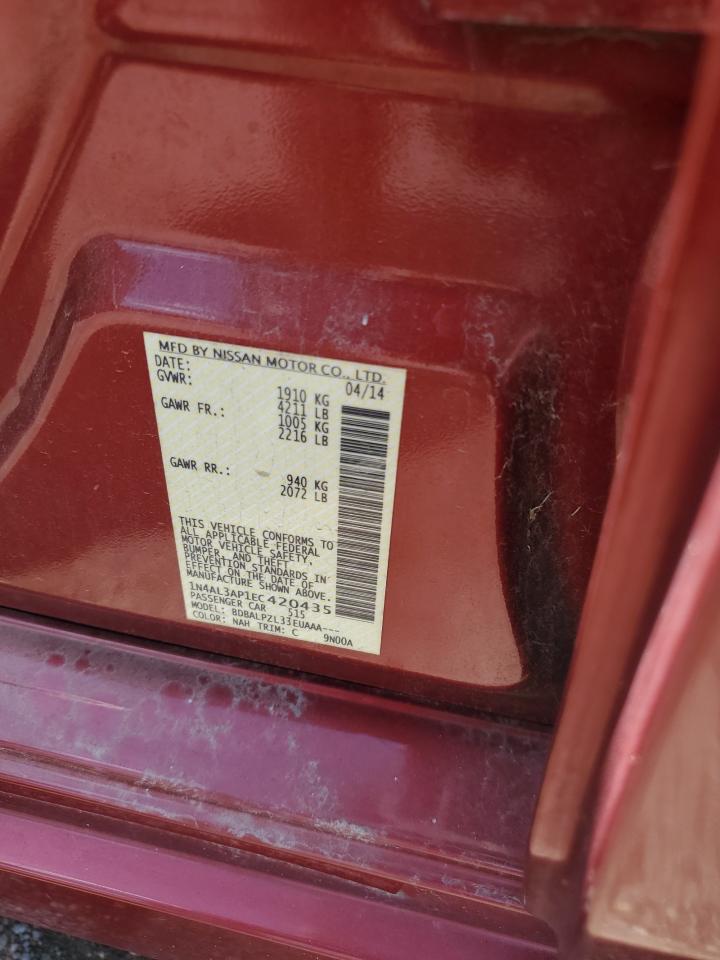 MFD BY NISSAN MOTOR CO., LTD.
DATE: 04/14
GVWR: 1910 KG
4211 LB
GAWR FR.: 1005 KG
2216 LB
GAWR RR.: 940 KG
2072 LB
THIS VEHICLE CONFORMS TO
ALL APPLICABLE FEDERAL
MOTOR VEHICLE SAFETY,
BUMPER, AND THEFT
PREVENTION STANDARDS IN
EFFECT ON THE DATE OF
MANUFACTURE SHOWN ABOVE.
1N4AL3AP1EC420435
PASSENGER CAR 515
MODEL: BDBALPZL33EUAAA---
COLOR: NAH TRIM: C 9N00A